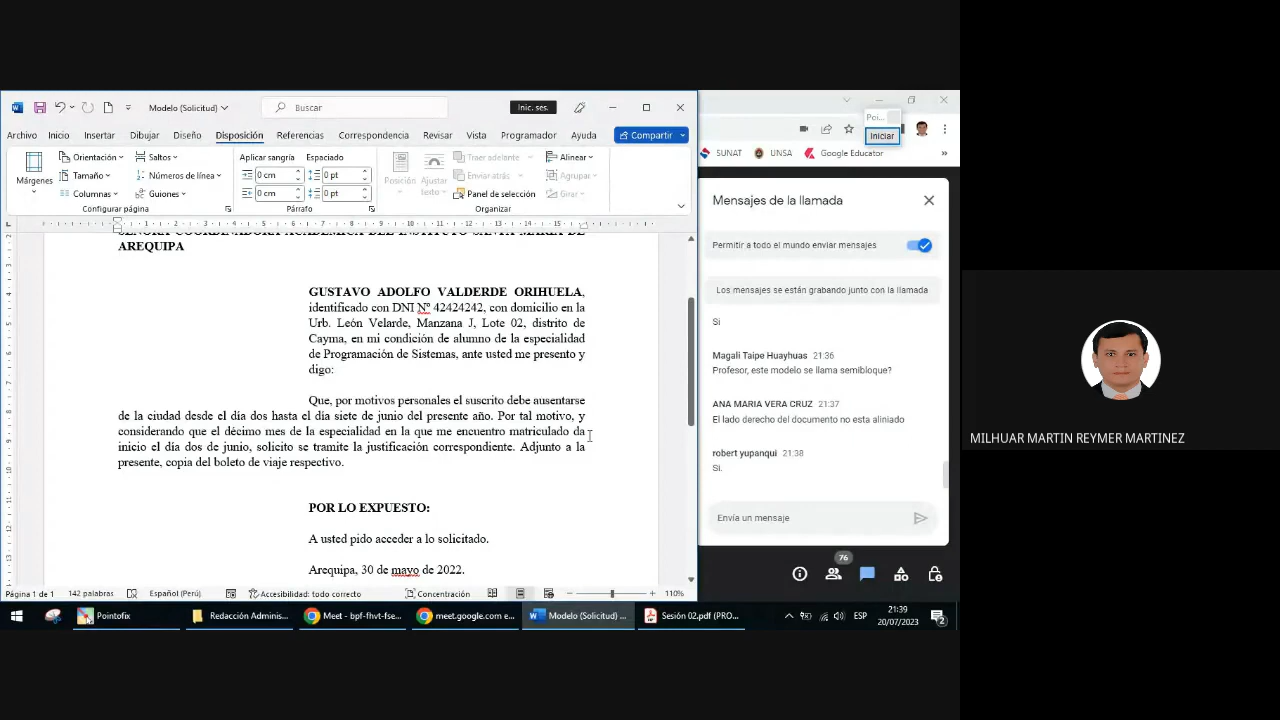 Modelo (Solicitud)
Buscar
Inic. ses.
Archivo Inicio Insertar Dibujar Diseño Disposición Referencias Correspondencia Revisar Vista Programador Ayuda Compartir
Márgenes
Orientación
Tamaño
Columnas
Saltos
Números de línea
Guiones
Configurar página
Aplicar sangría Espaciado
0 cm 0 pt
0 cm 0 pt
Párrafo
Posición
Ajustar texto
Traer adelante
Enviar atrás
Panel de selección
Alinear
Agrupar
Girar
Organizar
SEÑORA COORDINADORA ACADÉMICA DEL INSTITUTO SANTA MARÍA DE
AREQUIPA
GUSTAVO ADOLFO VALDERDE ORIHUELA,
identificado con DNI Nº 42424242, con domicilio en la
Urb. León Velarde, Manzana J, Lote 02, distrito de
Cayma, en mi condición de alumno de la especialidad
de Programación de Sistemas, ante usted me presento y
digo:
Que, por motivos personales el suscrito debe ausentarse
de la ciudad desde el día dos hasta el día siete de junio del presente año. Por tal motivo, y
considerando que el décimo mes de la especialidad en la que me encuentro matriculado da
inicio el día dos de junio, solicito se tramite la justificación correspondiente. Adjunto a la
presente, copia del boleto de viaje respectivo.
POR LO EXPUESTO:
A usted pido acceder a lo solicitado.
Arequipa, 30 de mayo de 2022.
Página 1 de 1 142 palabras Español (Perú) Accesibilidad: todo correcto Concentración 110%
Poi...
Iniciar
SUNAT UNSA Google Educator
Mensajes de la llamada
Permitir a todo el mundo enviar mensajes
Los mensajes se están grabando junto con la llamada
Si
Magali Taipe Huayhuas 21:36
Profesor, este modelo se llama semibloque?
ANA MARIA VERA CRUZ 21:37
El lado derecho del documento no esta aliniado
robert yupanqui 21:38
Si.
Envía un mensaje
76
MILHUAR MARTIN REYMER MARTINEZ
Pointofix
Redacción Adminis...
Meet - bpf-fhvt-fse...
meet.google.com e...
Modelo (Solicitud) ...
Sesión 02.pdf (PRO...
ESP
21:39
20/07/2023
2